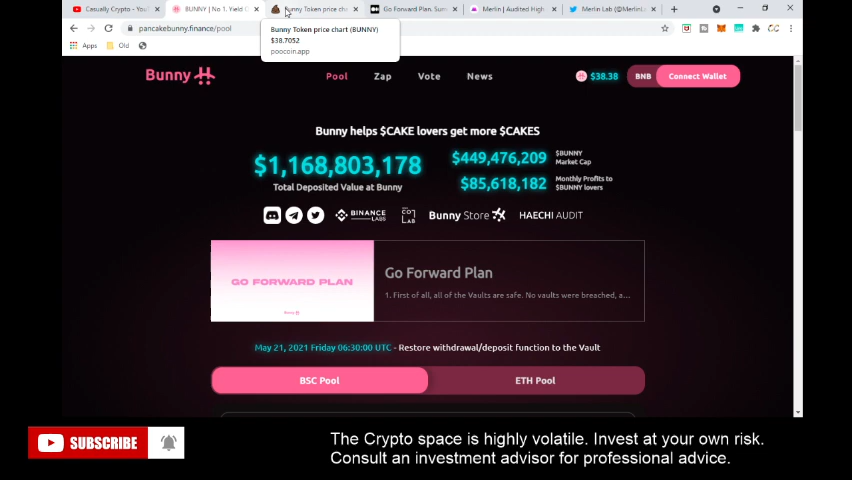 Casually Crypto - You
BUNNY | No 1. Yield O
Bunny Token price cha
Go Forward Plan. Sum
Merlin | Audited High
Merlin Lab (@MerlinLa
pancakebunny.finance/pool
Bunny Token price chart (BUNNY)
$38.7052
poocoin.app
Apps
Old
Bunny
Pool
Zap
Vote
News
$38.38
BNB
Connect Wallet
Bunny helps $CAKE lovers get more $CAKES
$1,168,803,178
Total Deposited Value at Bunny
$449,476,209
$BUNNY
Market Cap
$85,618,182
Monthly Profits to
$BUNNY lovers
BINANCE
LABS
Bunny Store
HAECHI AUDIT
GO FORWARD PLAN
Bunny
Go Forward Plan
1. First of all, all of the Vaults are safe. No vaults were breached, a...
May 21, 2021 Friday 06:30:00 UTC - Restore withdrawal/deposit function to the Vault
BSC Pool
ETH Pool
SUBSCRIBE
The Crypto space is highly volatile. Invest at your own risk.
Consult an investment advisor for professional advice.